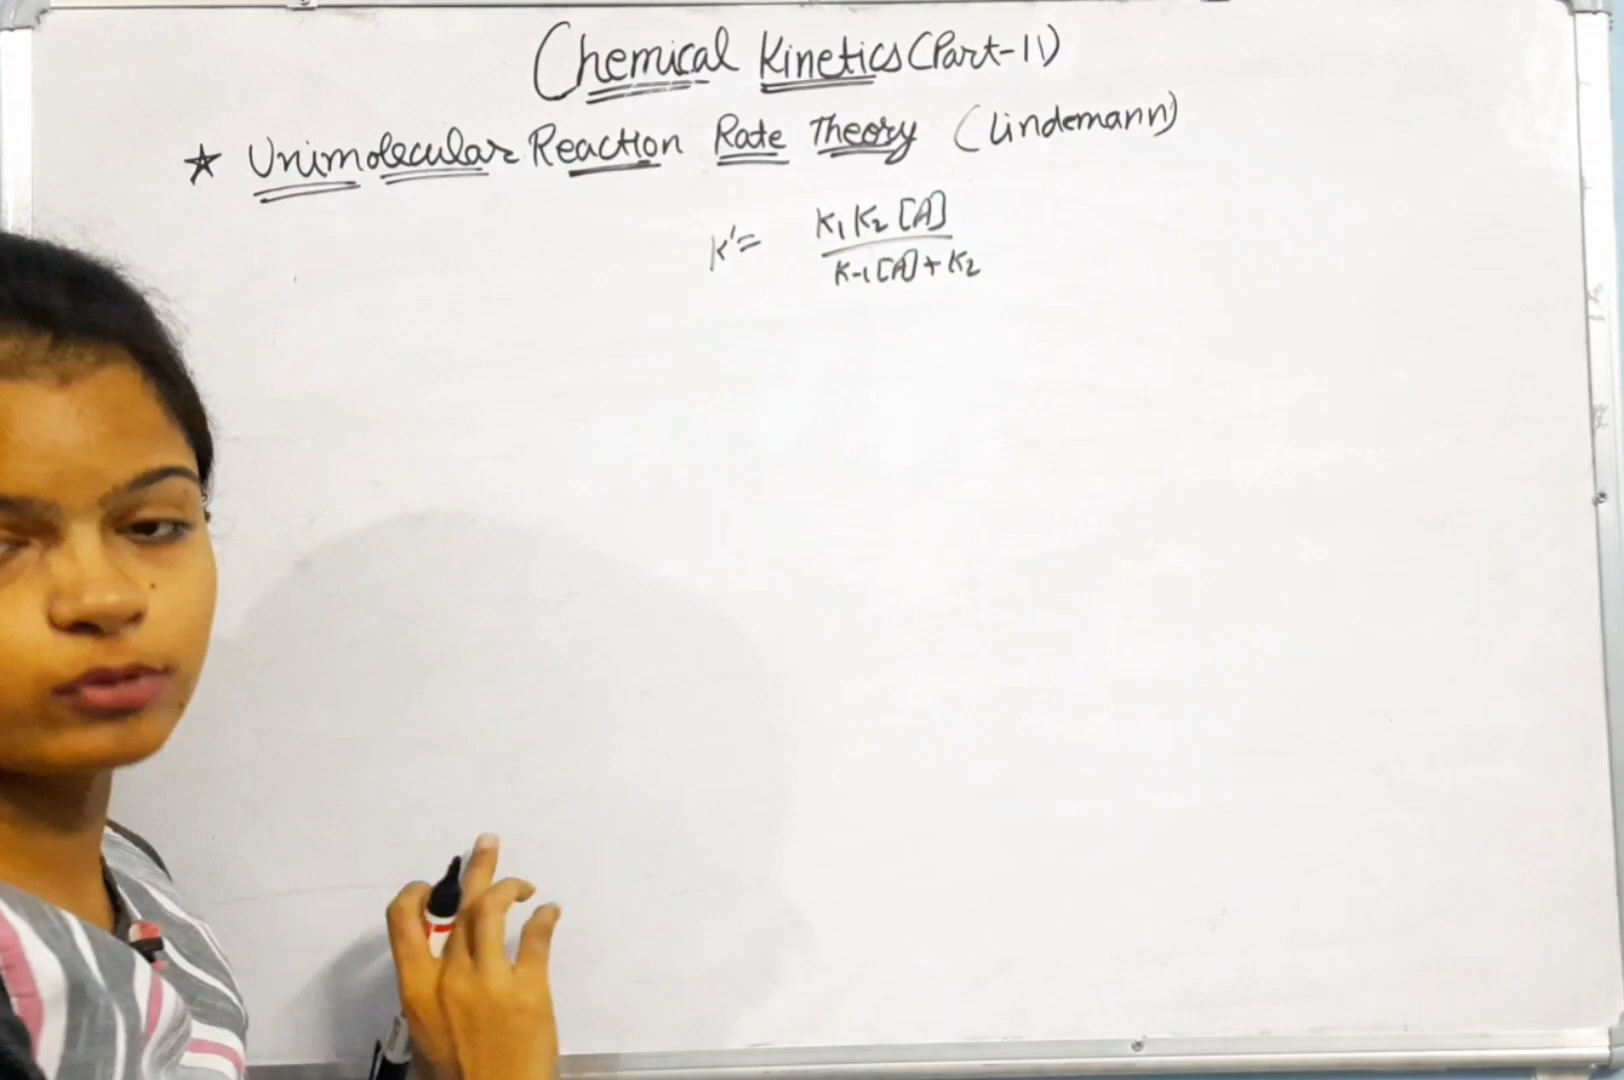 Chemical Kinetics (Part-11)
★ Unimolecular Reaction Rate Theory (Lindemann)
K' = K₁ K₂ [A] / K₋₁ [A] + K₂